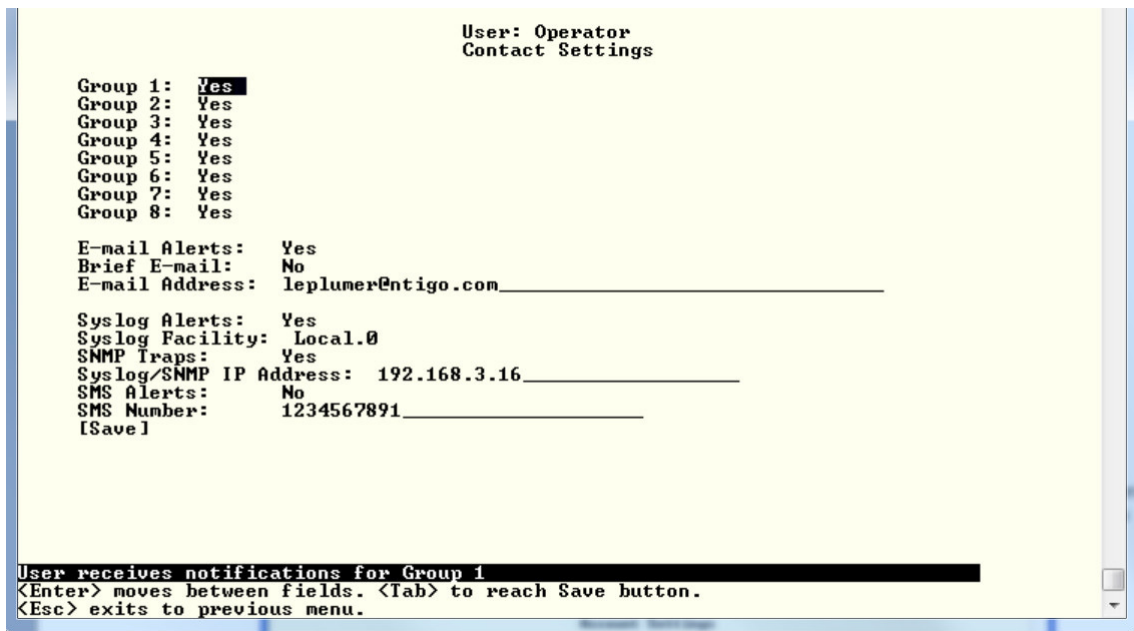 User: Operator
Contact Settings
Group 1: Yes
Group 2: Yes
Group 3: Yes
Group 4: Yes
Group 5: Yes
Group 6: Yes
Group 7: Yes
Group 8: Yes
E-mail Alerts: Yes
Brief E-mail: No
E-mail Address: leplumer@ntigo.com
Syslog Alerts: Yes
Syslog Facility: Local.0
SNMP Traps: Yes
Syslog/SNMP IP Address: 192.168.3.16
SMS Alerts: No
SMS Number: 1234567891
[Save]
User receives notifications for Group 1
<Enter> moves between fields. <Tab> to reach Save button.
<Esc> exits to previous menu.
Account Settings